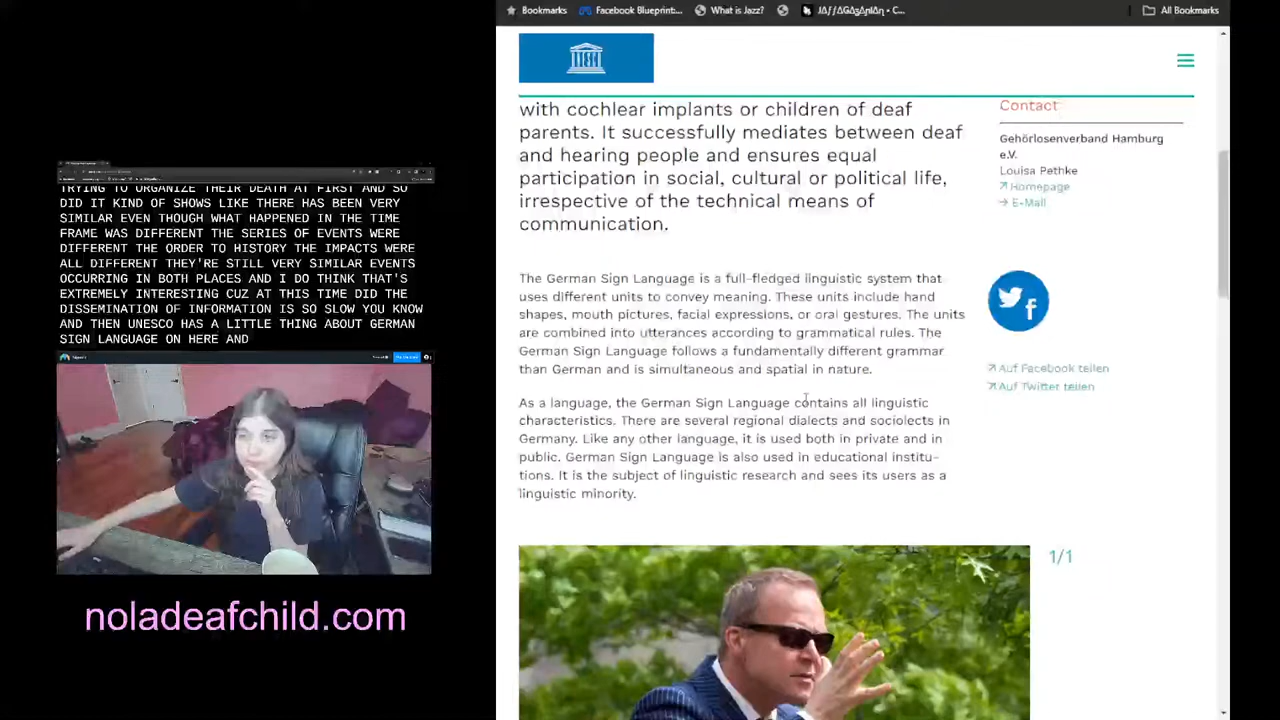 TRYING TO ORGANIZE THEIR DEATH AT FIRST AND SO
DID IT KIND OF SHOWS LIKE THERE HAS BEEN VERY
SIMILAR EVEN THOUGH WHAT HAPPENED IN THE TIME
FRAME WAS DIFFERENT THE SERIES OF EVENTS WERE
DIFFERENT THE ORDER TO HISTORY THE IMPACTS WERE
ALL DIFFERENT THEY'RE STILL VERY SIMILAR EVENTS
OCCURRING IN BOTH PLACES AND I DO THINK THAT'S
EXTREMELY INTERESTING CUZ AT THIS TIME DID THE
DISSEMINATION OF INFORMATION IS SO SLOW YOU KNOW
AND THEN UNESCO HAS A LITTLE THING ABOUT GERMAN
SIGN LANGUAGE ON HERE AND
noladeafchild.com
Bookmarks
Facebook Blueprint:...
What is Jazz?
All Bookmarks
with cochlear implants or children of deaf
parents. It successfully mediates between deaf
and hearing people and ensures equal
participation in social, cultural or political life,
irrespective of the technical means of
communication.
The German Sign Language is a full-fledged linguistic system that
uses different units to convey meaning. These units include hand
shapes, mouth pictures, facial expressions, or oral gestures. The units
are combined into utterances according to grammatical rules. The
German Sign Language follows a fundamentally different grammar
than German and is simultaneous and spatial in nature.
As a language, the German Sign Language contains all linguistic
characteristics. There are several regional dialects and sociolects in
Germany. Like any other language, it is used both in private and in
public. German Sign Language is also used in educational institu-
tions. It is the subject of linguistic research and sees its users as a
linguistic minority.
Contact
Gehörlosenverband Hamburg
e.V.
Louisa Pethke
Homepage
E-Mail
Auf Facebook teilen
Auf Twitter teilen
1/1